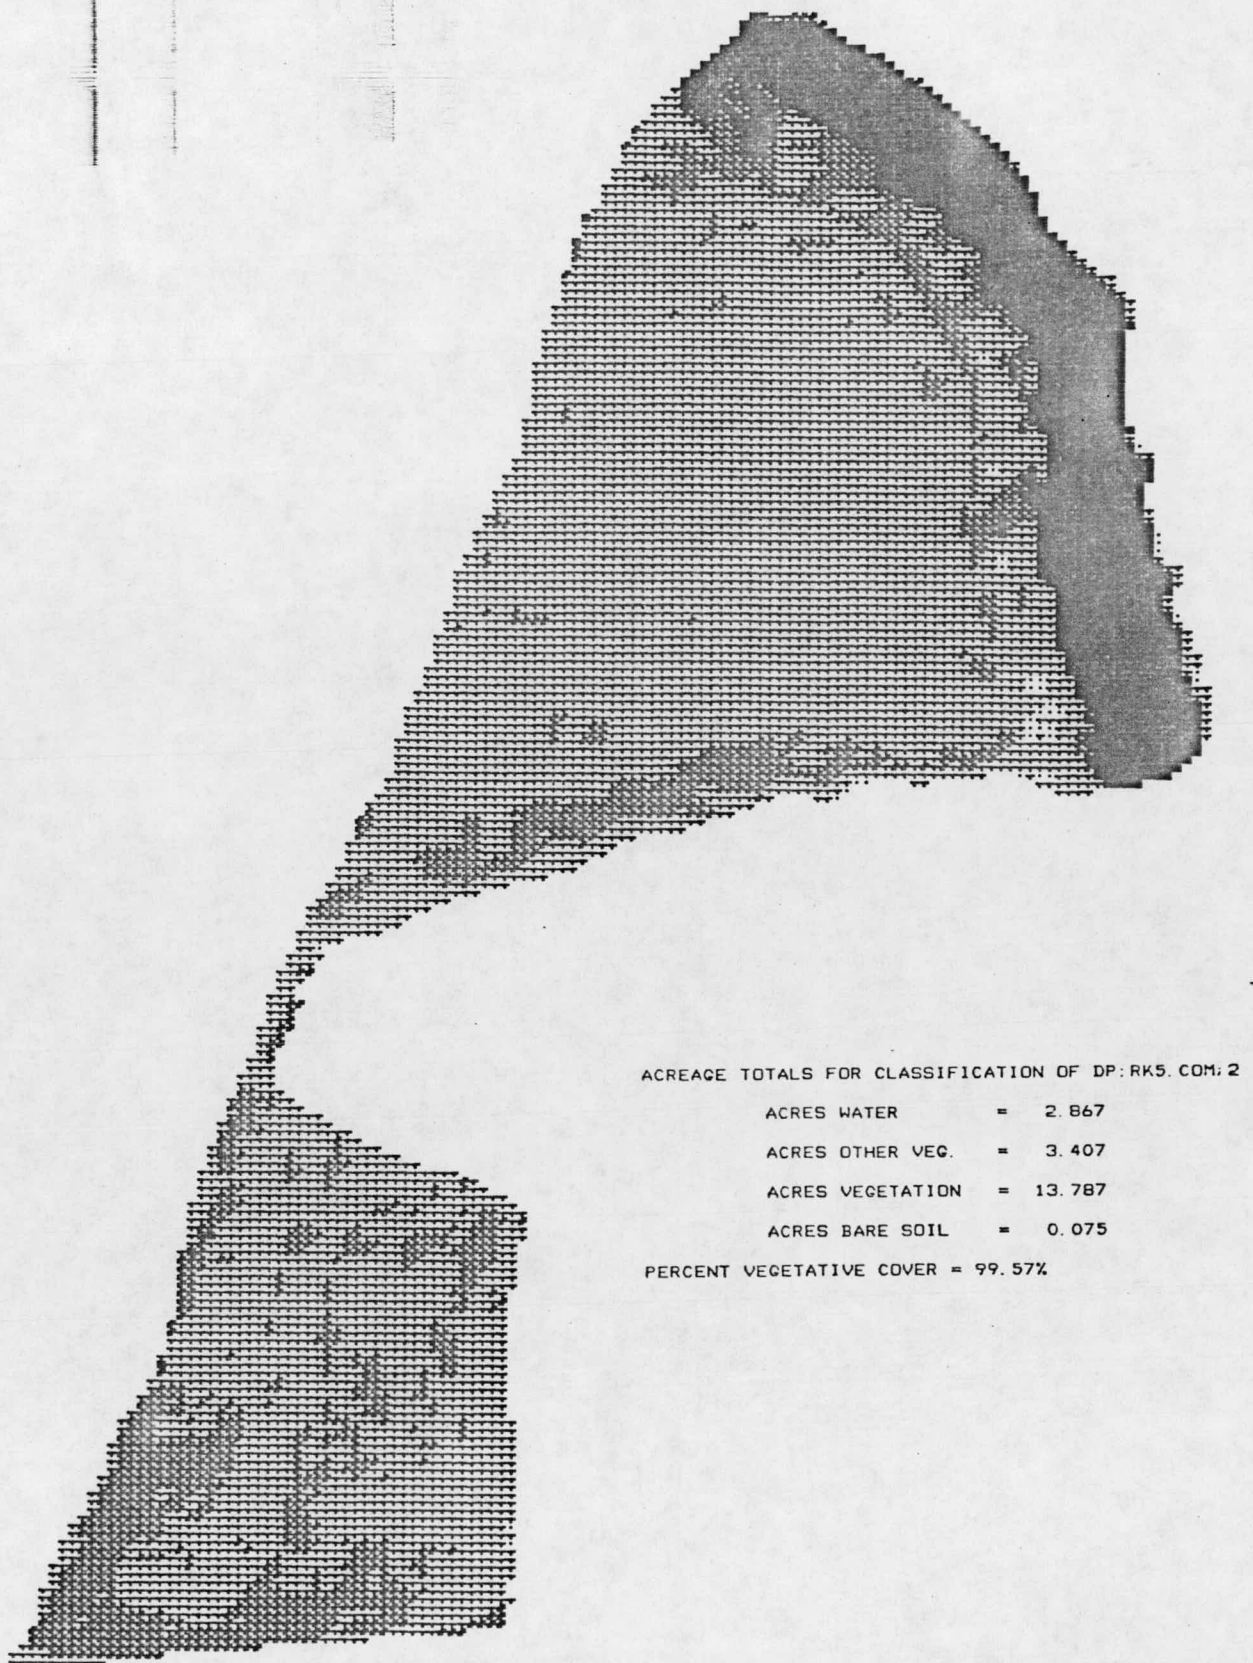 ACREAGE TOTALS FOR CLASSIFICATION OF DP:RK5.COM;2
ACRES WATER = 2.867
ACRES OTHER VEG. = 3.407
ACRES VEGETATION = 13.787
ACRES BARE SOIL = 0.075
PERCENT VEGETATIVE COVER = 99.57%